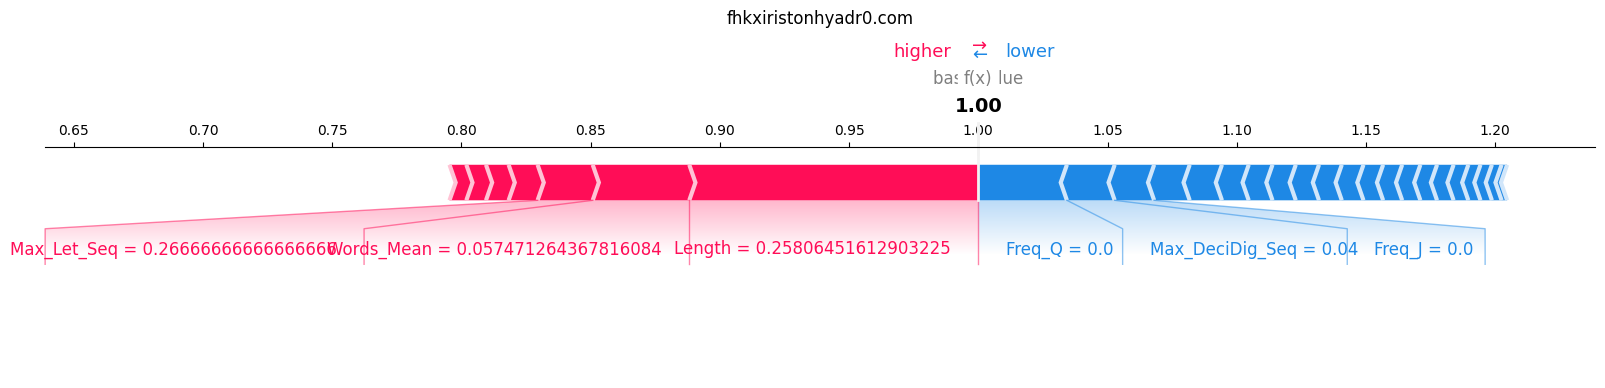 fhkxiristonhyadr0.com
higher → ← lower
bas f(x) lue
1.00
0.65 0.70 0.75 0.80 0.85 0.90 0.95 1.00 1.05 1.10 1.15 1.20
Max_Let_Seq = 0.26666666666666666 Words_Mean = 0.057471264367816084 Length = 0.25806451612903225 Freq_Q = 0.0 Max_DeciDig_Seq = 0.04 Freq_J = 0.0